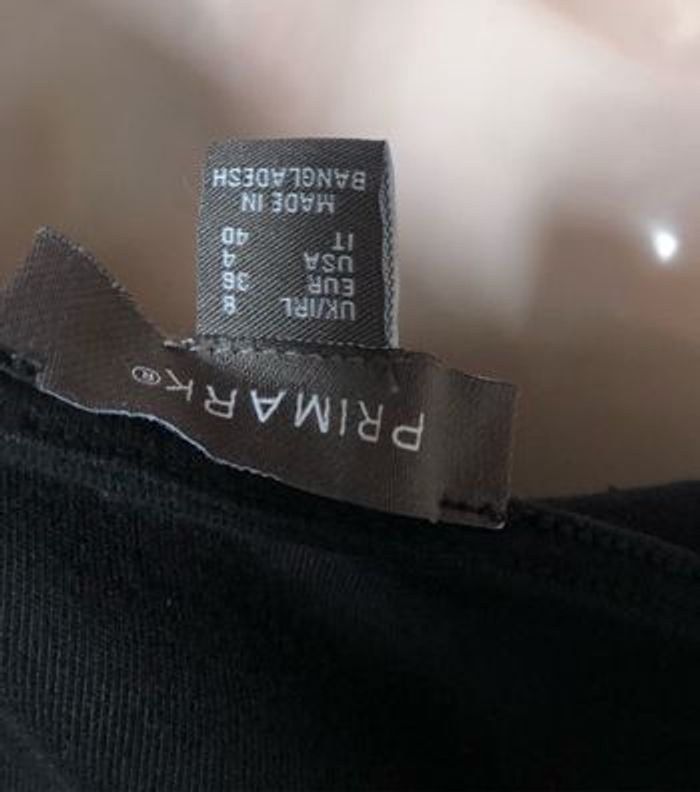 PRIMARK®
UK/IRL 8
EUR 36
USA 4
IT 40
MADE IN
BANGLADESH